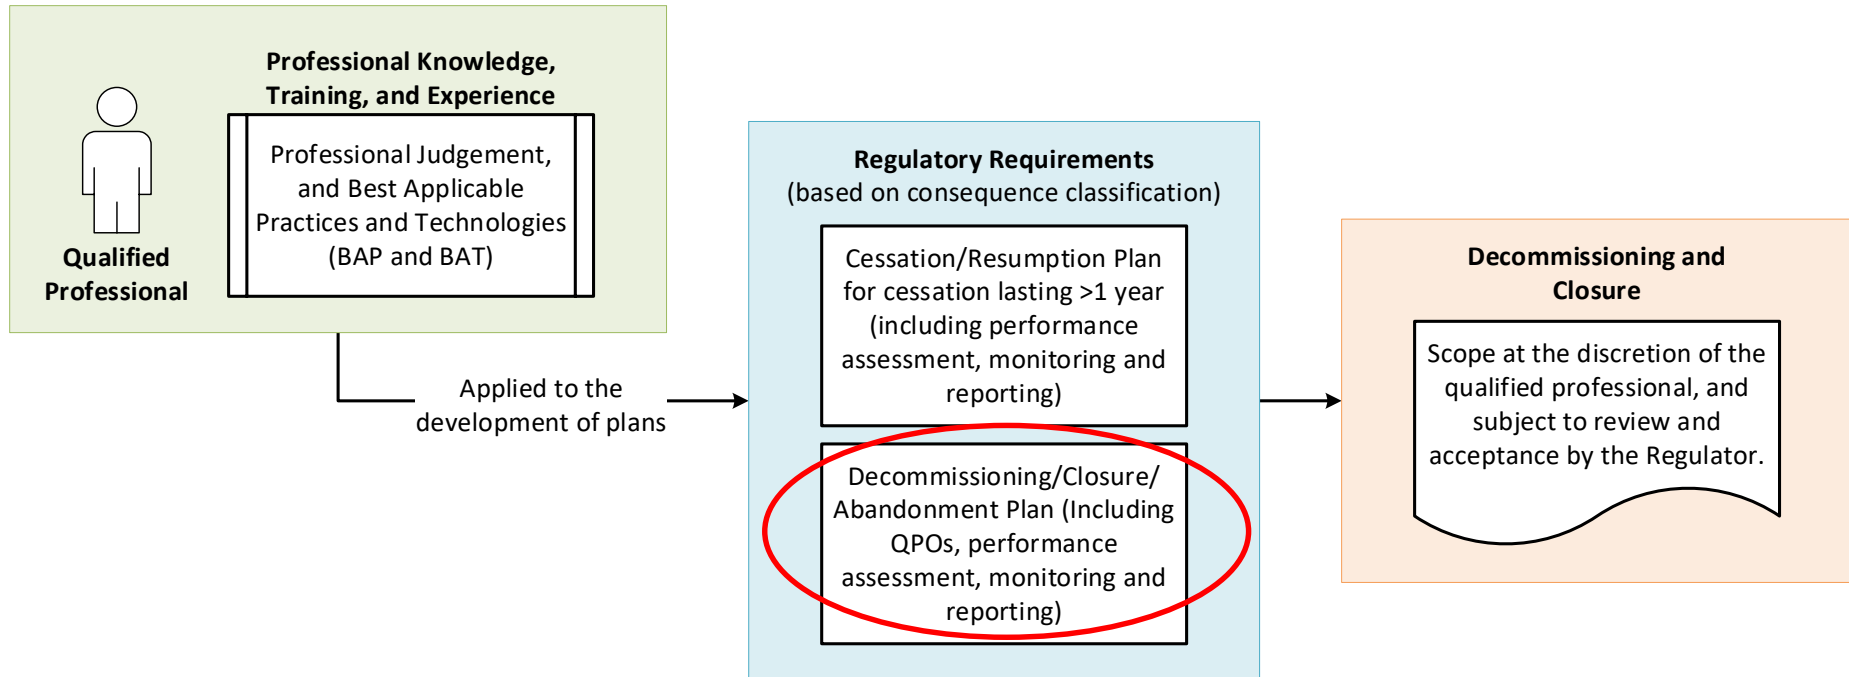 Professional Knowledge,
Training, and Experience
Professional Judgement,
and Best Applicable
Practices and Technologies
(BAP and BAT)
Qualified
Professional
Applied to the
development of plans
Regulatory Requirements
(based on consequence classification)
Cessation/Resumption Plan
for cessation lasting >1 year
(including performance
assessment, monitoring and
reporting)
Decommissioning/Closure/
Abandonment Plan (Including
QPOs, performance
assessment, monitoring and
reporting)
Decommissioning and
Closure
Scope at the discretion of the
qualified professional, and
subject to review and
acceptance by the Regulator.